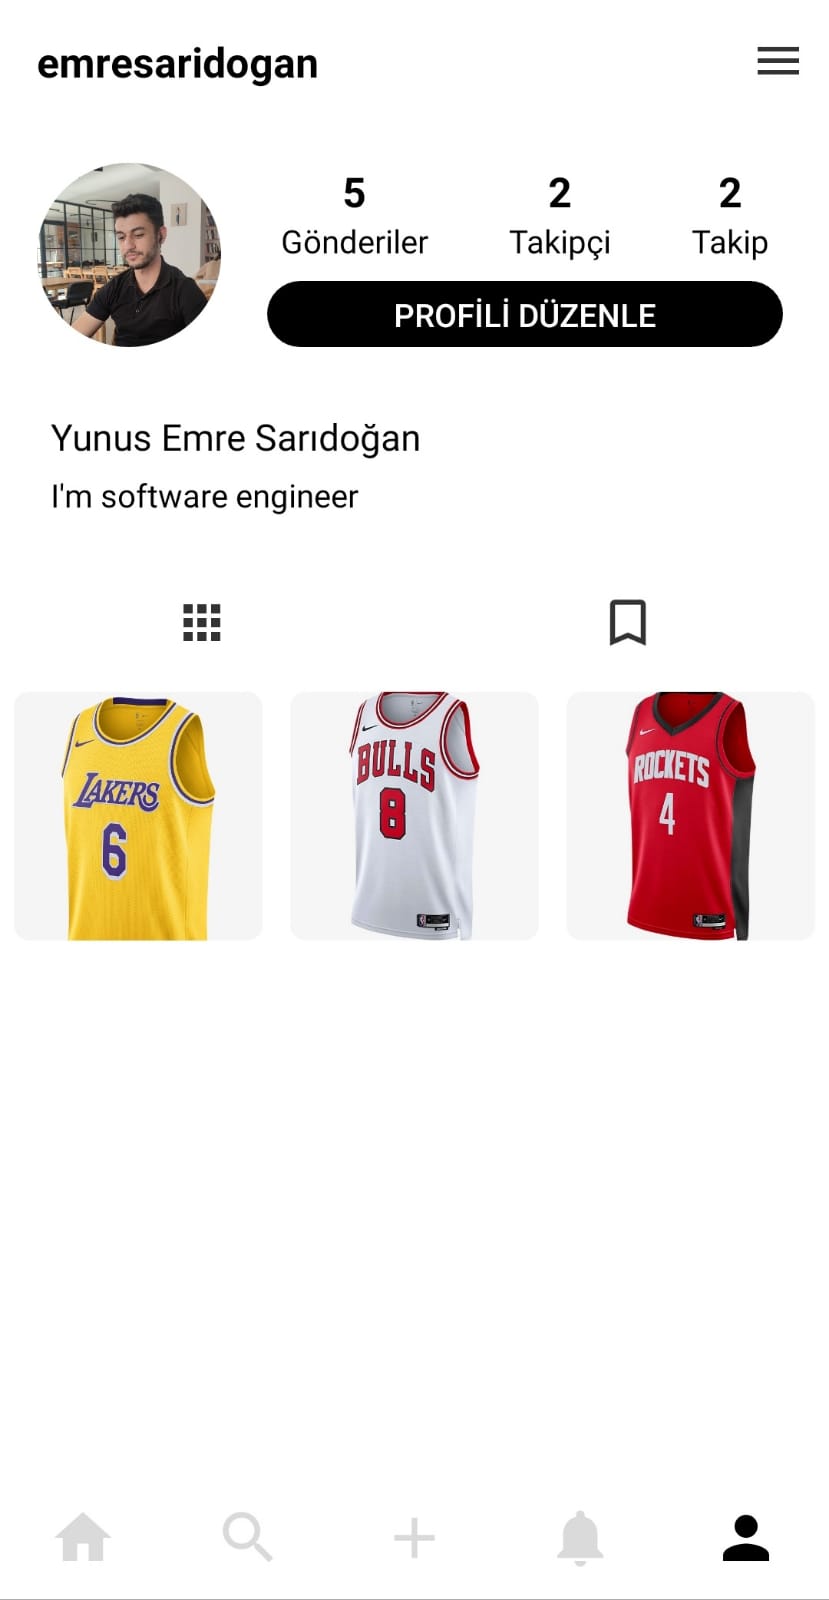 emresaridogan
5 2 2
Gönderiler Takipçi Takip
PROFİLİ DÜZENLE
Yunus Emre Sarıdoğan
I'm software engineer
LAKERS
6
BULLS
8
ROCKETS
4